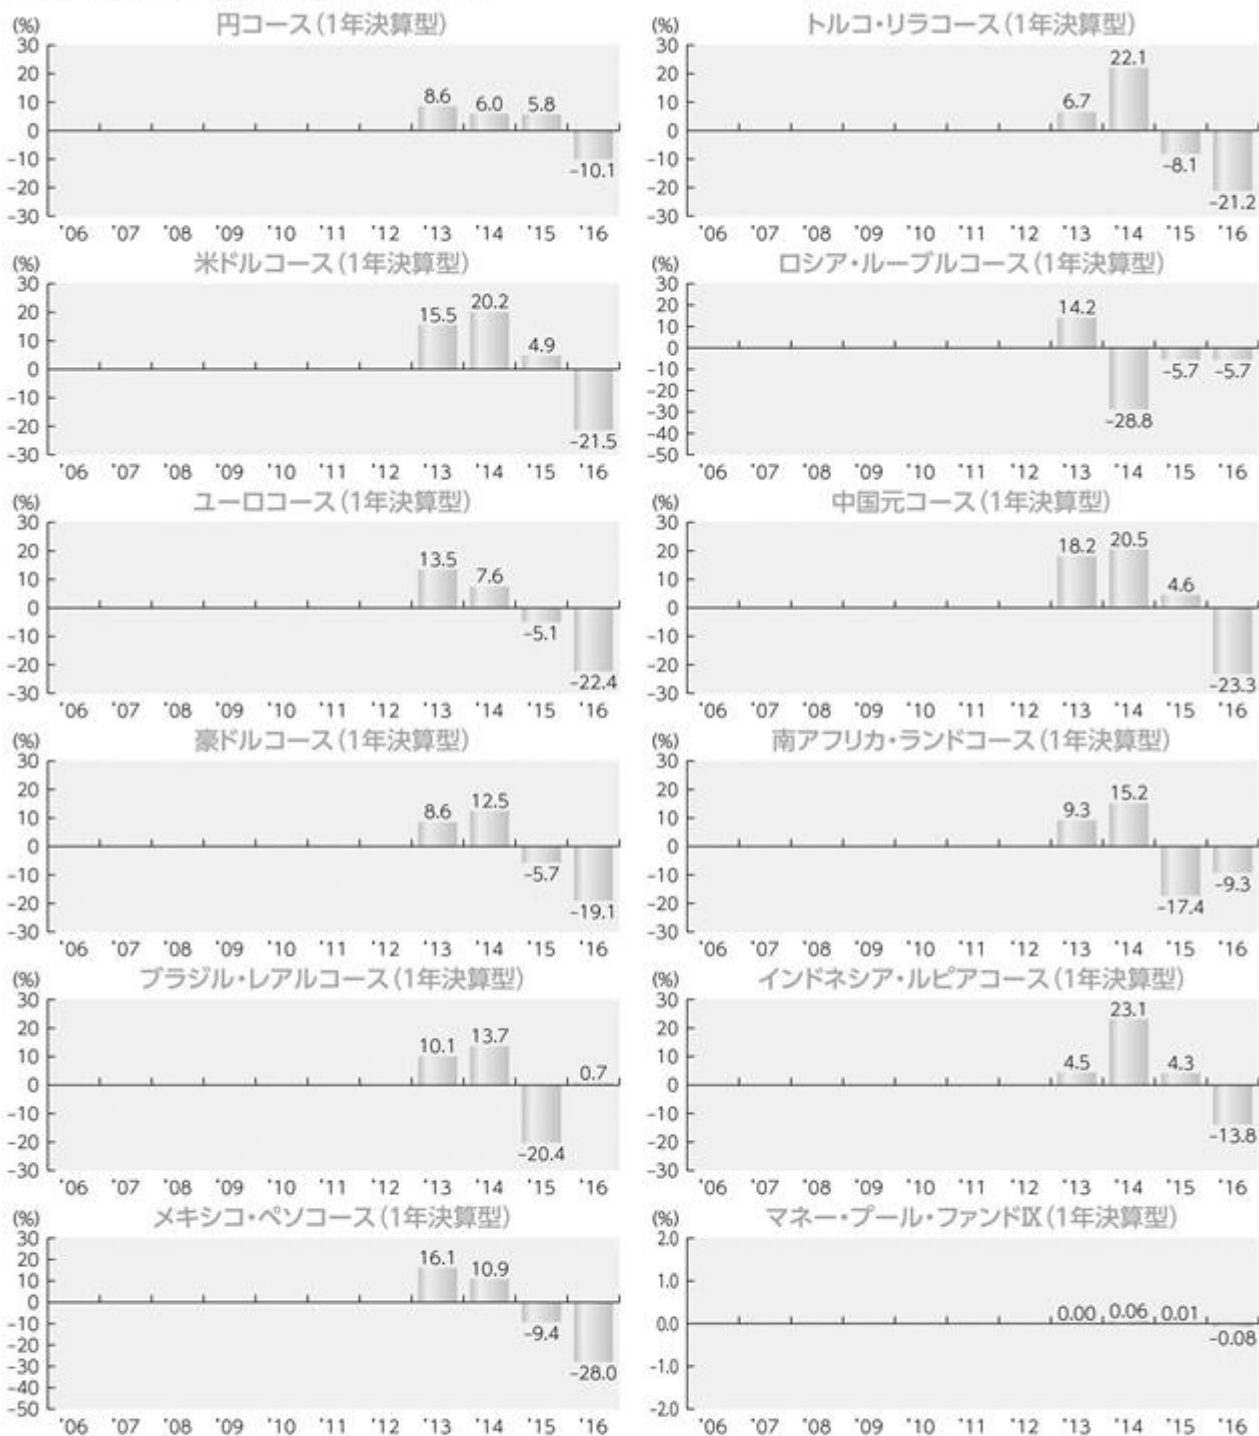 (%) 円コース(1年決算型)
30
20
10
0
-10
-20
-30
8.6 6.0 5.8 -10.1
'06 '07 '08 '09 '10 '11 '12 '13 '14 '15 '16
(%) トルコ・リラコース(1年決算型)
30
20
10
0
-10
-20
-30
6.7 22.1 -8.1 -21.2
'06 '07 '08 '09 '10 '11 '12 '13 '14 '15 '16
(%) 米ドルコース(1年決算型)
30
20
10
0
-10
-20
-30
15.5 20.2 4.9 -21.5
'06 '07 '08 '09 '10 '11 '12 '13 '14 '15 '16
(%) ロシア・ルーブルコース(1年決算型)
30
20
10
0
-10
-20
-30
-40
-50
14.2 -28.8 -5.7 -5.7
'06 '07 '08 '09 '10 '11 '12 '13 '14 '15 '16
(%) ユーロコース(1年決算型)
30
20
10
0
-10
-20
-30
13.5 7.6 -5.1 -22.4
'06 '07 '08 '09 '10 '11 '12 '13 '14 '15 '16
(%) 中国元コース(1年決算型)
30
20
10
0
-10
-20
-30
18.2 20.5 4.6 -23.3
'06 '07 '08 '09 '10 '11 '12 '13 '14 '15 '16
(%) 豪ドルコース(1年決算型)
30
20
10
0
-10
-20
-30
8.6 12.5 -5.7 -19.1
'06 '07 '08 '09 '10 '11 '12 '13 '14 '15 '16
(%) 南アフリカ・ランドコース(1年決算型)
30
20
10
0
-10
-20
-30
9.3 15.2 -17.4 -9.3
'06 '07 '08 '09 '10 '11 '12 '13 '14 '15 '16
(%) ブラジル・レアルコース(1年決算型)
30
20
10
0
-10
-20
-30
10.1 13.7 -20.4 0.7
'06 '07 '08 '09 '10 '11 '12 '13 '14 '15 '16
(%) インドネシア・ルピアコース(1年決算型)
30
20
10
0
-10
-20
-30
4.5 23.1 4.3 -13.8
'06 '07 '08 '09 '10 '11 '12 '13 '14 '15 '16
(%) メキシコ・ペソコース(1年決算型)
30
20
10
0
-10
-20
-30
-40
-50
16.1 10.9 -9.4 -28.0
'06 '07 '08 '09 '10 '11 '12 '13 '14 '15 '16
(%) マネー・プール・ファンドⅨ(1年決算型)
2.0
1.0
0.0
-1.0
-2.0
0.00 0.06 0.01 -0.08
'06 '07 '08 '09 '10 '11 '12 '13 '14 '15 '16